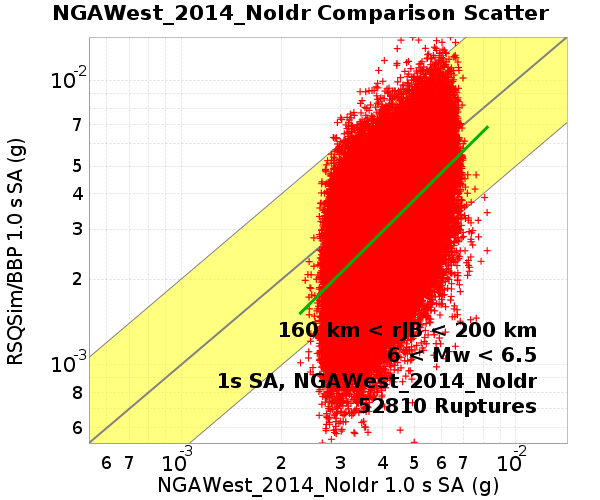 NGAWest_2014_NoIdr Comparison Scatter
RSQSim/BBP 1.0 s SA (g)
10-2
7
5
4
3
2
10-3
8
6
160 km < rJB < 200 km
6 < Mw < 6.5
1s SA, NGAWest_2014_NoIdr
52810 Ruptures
6 7 10-3 2 3 4 5 6 7 10-2
NGAWest_2014_NoIdr 1.0 s SA (g)